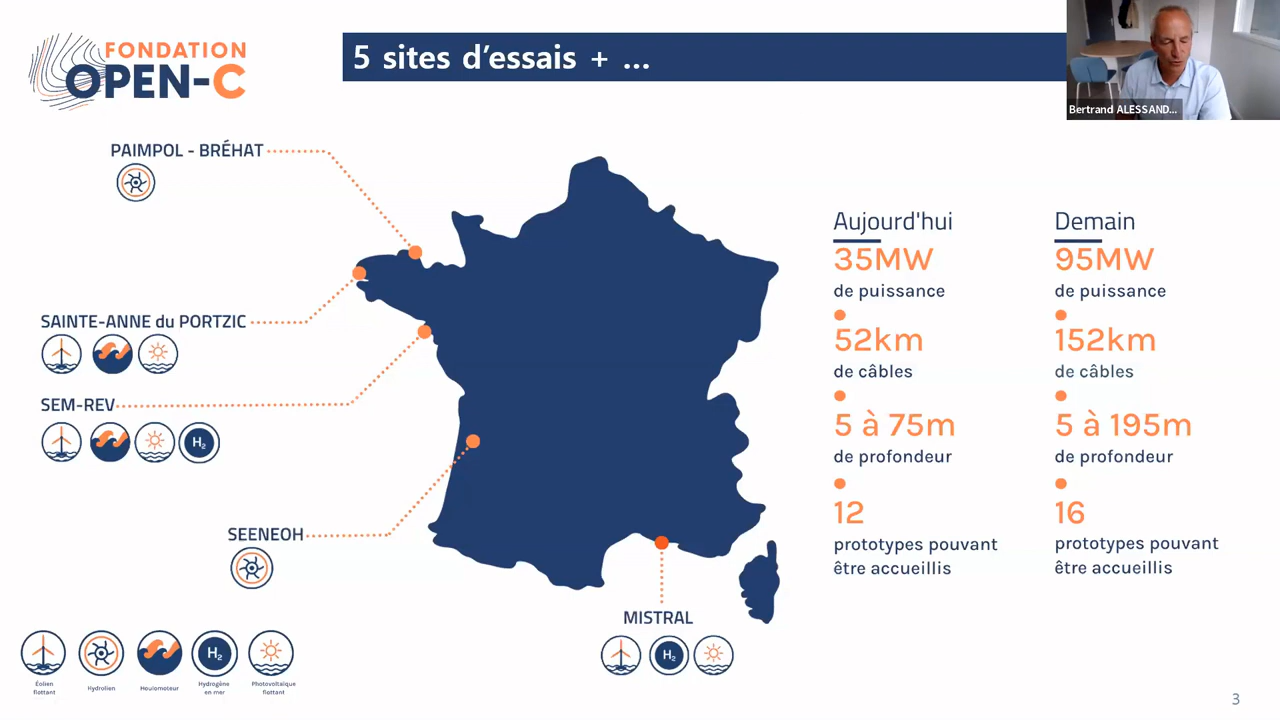 FONDATION
OPEN-C
5 sites d'essais + ...
Bertrand ALESSAND...
PAIMPOL - BRÉHAT
SAINTE-ANNE du PORTZIC
SEM-REV
H₂
SEENEOH
MISTRAL
H₂
Aujourd'hui
35MW
de puissance
52km
de câbles
5 à 75m
de profondeur
12
prototypes pouvant
être accueillis
Demain
95MW
de puissance
152km
de câbles
5 à 195m
de profondeur
16
prototypes pouvant
être accueillis
H₂
Éolien
flottant
Hydrolien
Houlomoteur
Hydrogène
en mer
Photovoltaïque
flottant
3